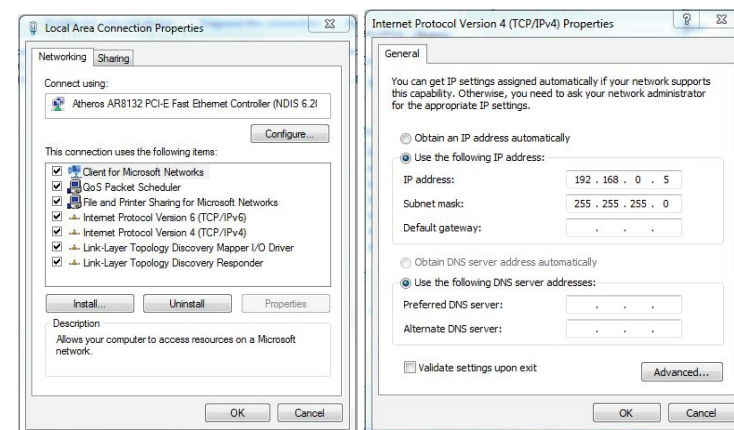 Local Area Connection Properties
Networking
Sharing
Connect using:
Atheros AR8132 PCI-E Fast Ethernet Controller (NDIS 6.20
Configure...
This connection uses the following items:
Client for Microsoft Networks
QoS Packet Scheduler
File and Printer Sharing for Microsoft Networks
Internet Protocol Version 6 (TCP/IPv6)
Internet Protocol Version 4 (TCP/IPv4)
Link-Layer Topology Discovery Mapper I/O Driver
Link-Layer Topology Discovery Responder
Install...
Uninstall
Properties
Description
Allows your computer to access resources on a Microsoft
network.
OK
Cancel
Internet Protocol Version 4 (TCP/IPv4) Properties
General
You can get IP settings assigned automatically if your network supports
this capability. Otherwise, you need to ask your network administrator
for the appropriate IP settings.
Obtain an IP address automatically
Use the following IP address:
IP address: 192 . 168 . 0 . 5
Subnet mask: 255 . 255 . 255 . 0
Default gateway: . . .
Obtain DNS server address automatically
Use the following DNS server addresses:
Preferred DNS server: . . .
Alternate DNS server: . . .
Validate settings upon exit
Advanced...
OK
Cancel